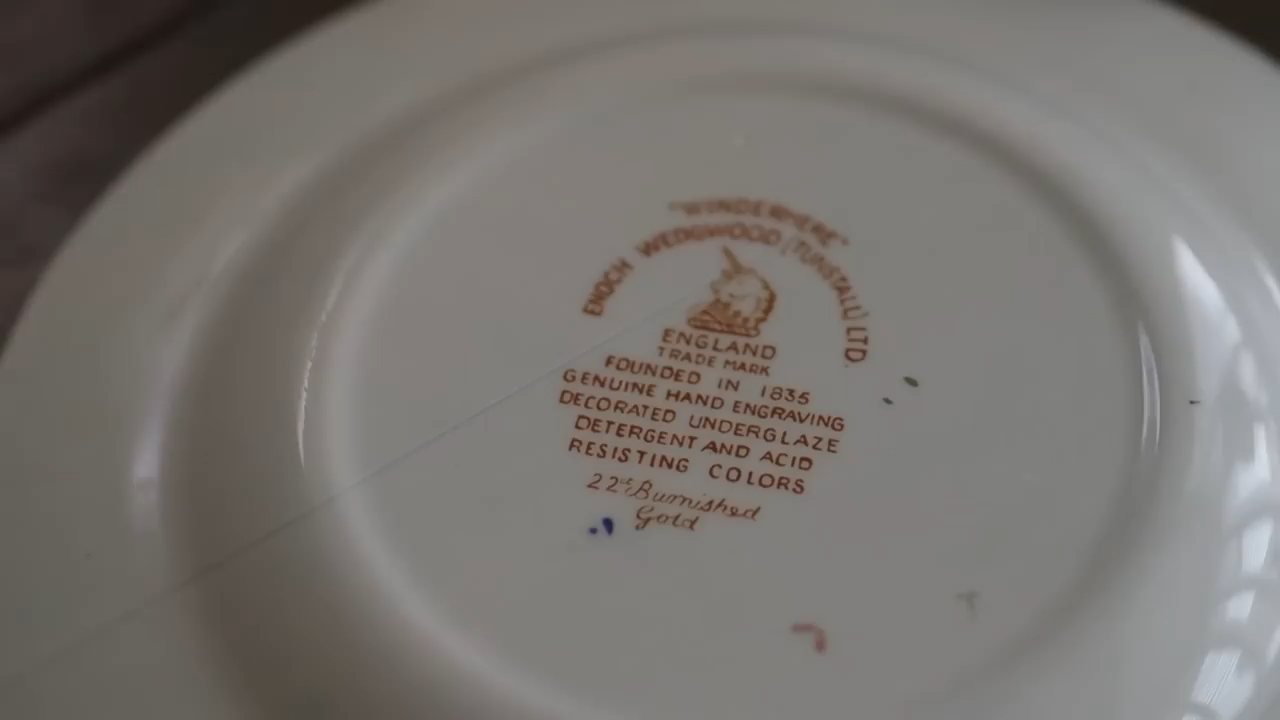 "WINDERMERE"
ENOCH WEDGWOOD (TUNSTALL) LTD.
ENGLAND
TRADE MARK
FOUNDED IN 1835
GENUINE HAND ENGRAVING
DECORATED UNDERGLAZE
DETERGENT AND ACID
RESISTING COLORS
22ct Burnished
Gold